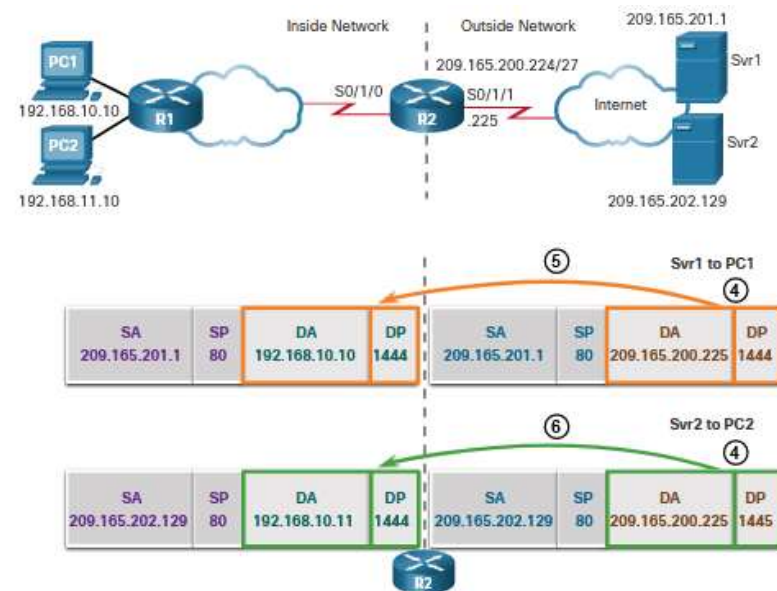 Inside Network
Outside Network
209.165.201.1
PC1
209.165.200.224/27
Svr1
192.168.10.10
S0/1/0
S0/1/1
Internet
R1
R2
.225
PC2
Svr2
192.168.11.10
209.165.202.129
5
Svr1 to PC1
4
SA
SP
DA
DP
SA
SP
DA
DP
209.165.201.1
80
192.168.10.10
1444
209.165.201.1
80
209.165.200.225
1444
6
Svr2 to PC2
4
SA
SP
DA
DP
SA
SP
DA
DP
209.165.202.129
80
192.168.10.11
1444
209.165.202.129
80
209.165.200.225
1445
R2